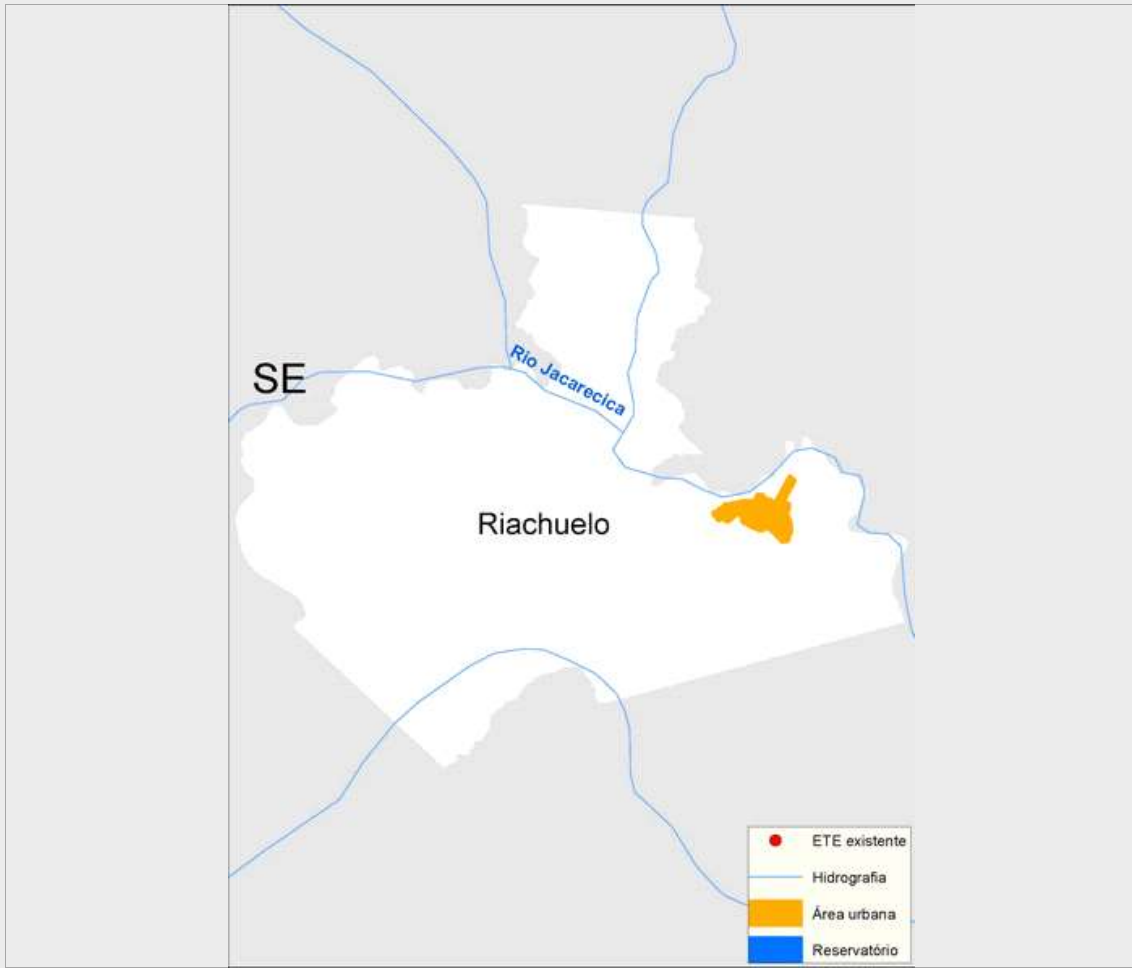 SE
Rio Jacarecica
Riachuelo
ETE existente
Hidrografia
Área urbana
Reservatório